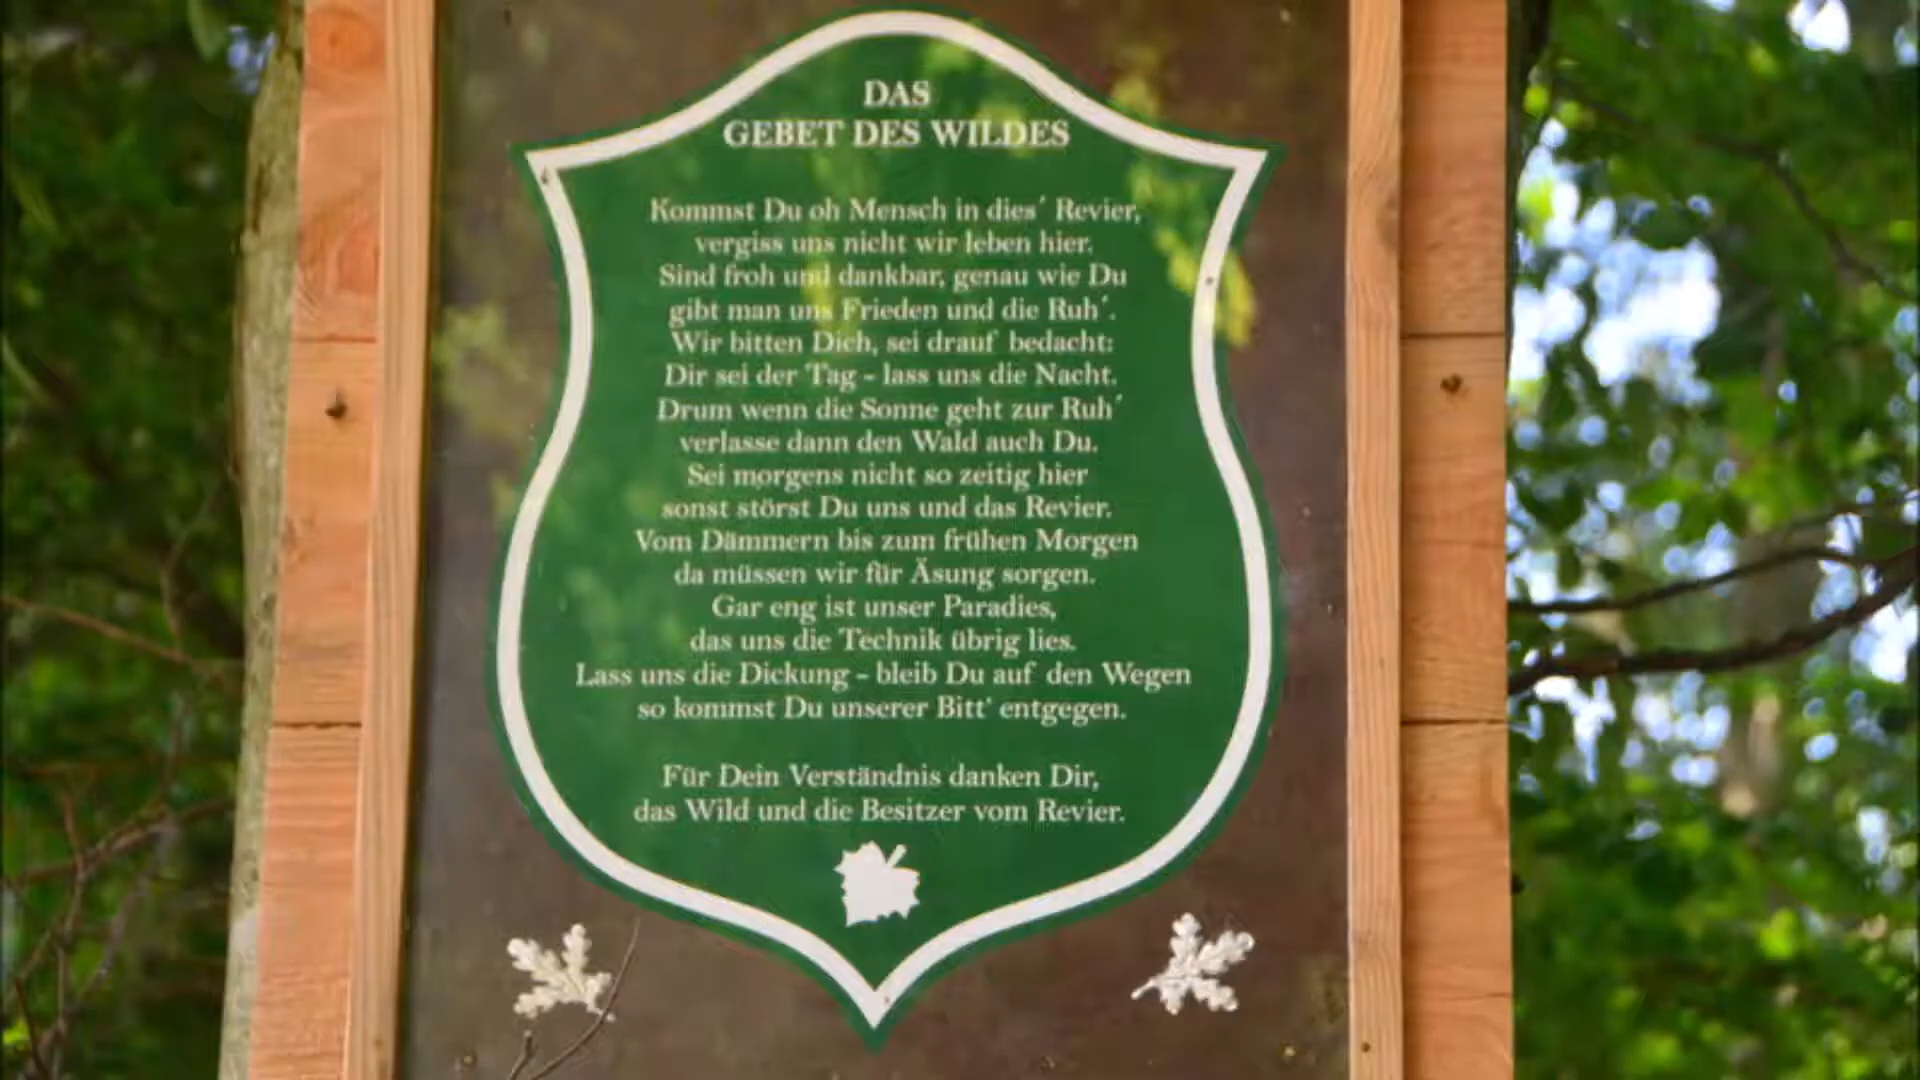 DAS
GEBET DES WILDES
Kommst Du oh Mensch in dies´ Revier,
vergiss uns nicht wir leben hier.
Sind froh und dankbar, genau wie Du
gibt man uns Frieden und die Ruh´.
Wir bitten Dich, sei drauf bedacht:
Dir sei der Tag - lass uns die Nacht.
Drum wenn die Sonne geht zur Ruh´
verlasse dann den Wald auch Du.
Sei morgens nicht so zeitig hier
sonst störst Du uns und das Revier.
Vom Dämmern bis zum frühen Morgen
da müssen wir für Äsung sorgen.
Gar eng ist unser Paradies,
das uns die Technik übrig lies.
Lass uns die Dickung - bleib Du auf den Wegen
so kommst Du unserer Bitt' entgegen.
Für Dein Verständnis danken Dir,
das Wild und die Besitzer vom Revier.